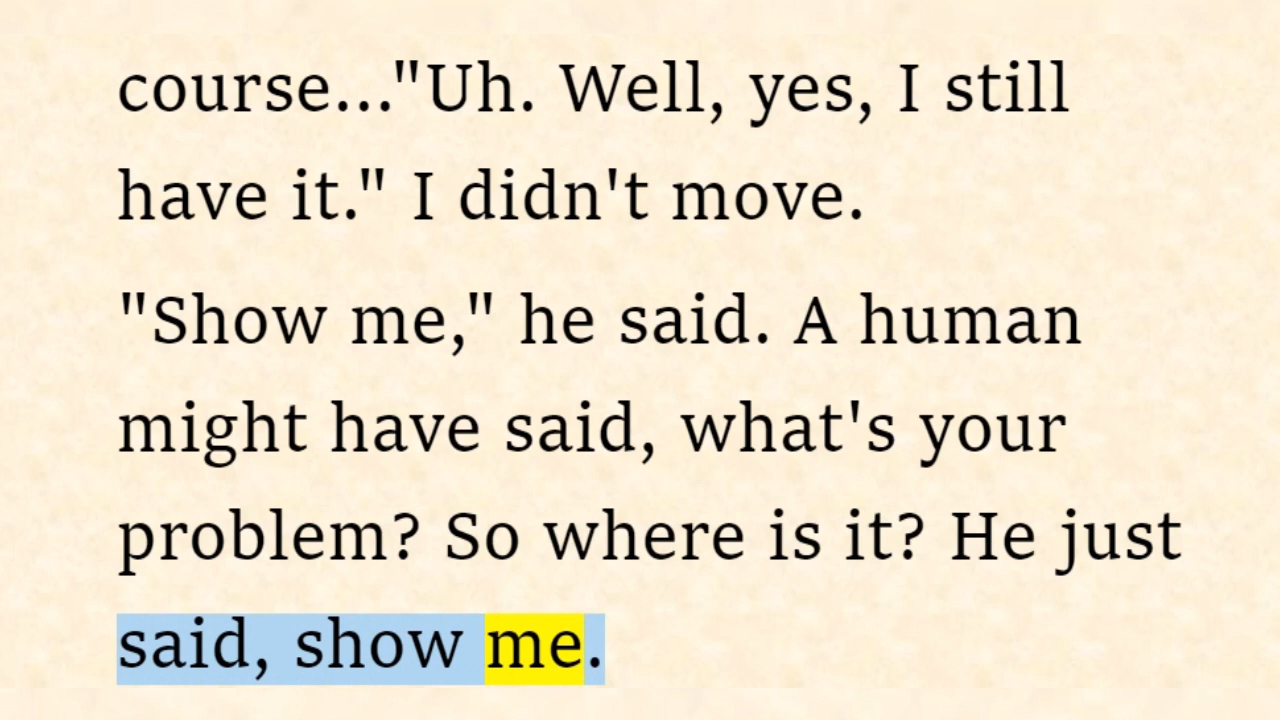 course..."Uh. Well, yes, I still
have it." I didn't move.
"Show me," he said. A human
might have said, what's your
problem? So where is it? He just
said, show me.